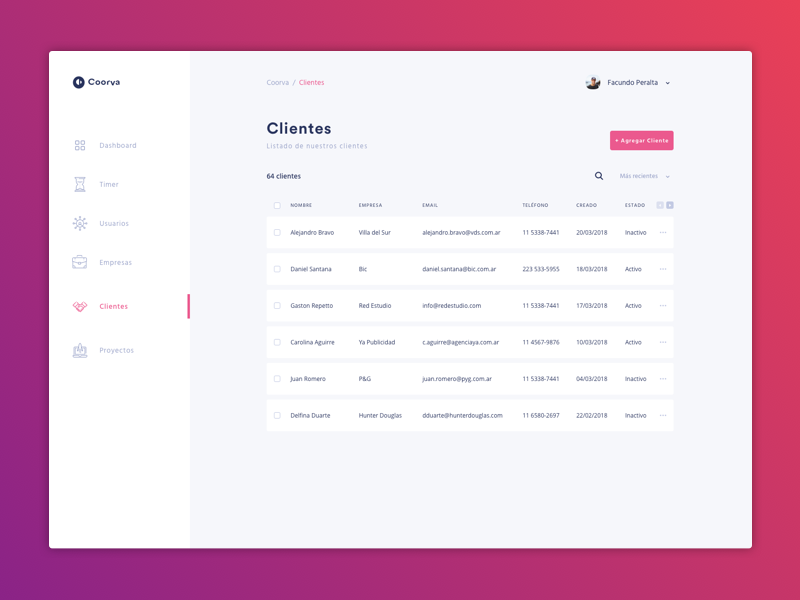 Coorva
Dashboard
Timer
Usuarios
Empresas
Clientes
Proyectos
Coorva / Clientes
Facundo Peralta
Clientes
Listado de nuestros clientes
+ Agregar Cliente
64 clientes
Más recientes
NOMBRE EMPRESA EMAIL TELÉFONO CREADO ESTADO
Alejandro Bravo Villa del Sur alejandro.bravo@vds.com.ar 11 5338-7441 20/03/2018 Inactivo
Daniel Santana Bic daniel.santana@bic.com.ar 223 533-5955 18/03/2018 Activo
Gaston Repetto Red Estudio info@redestudio.com 11 5338-7441 17/03/2018 Activo
Carolina Aguirre Ya Publicidad c.aguirre@agenciaya.com.ar 11 4567-9876 10/03/2018 Activo
Juan Romero P&G juan.romero@pyg.com.ar 11 5338-7441 04/03/2018 Inactivo
Delfina Duarte Hunter Douglas dduarte@hunterdouglas.com 11 6580-2697 22/02/2018 Inactivo